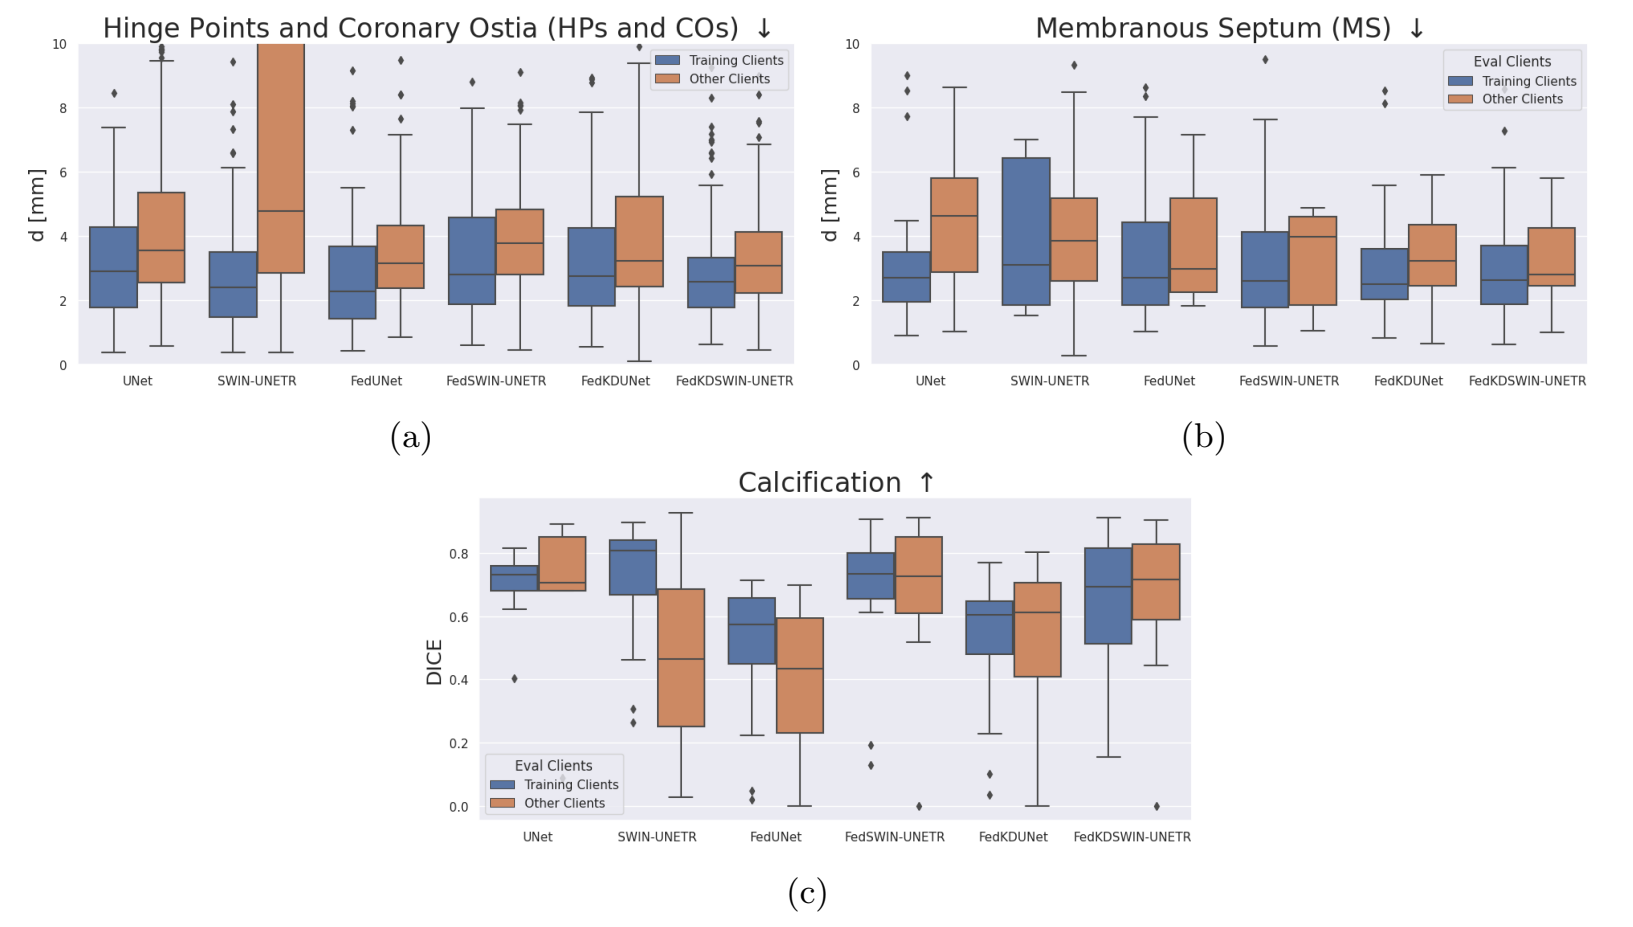 Hinge Points and Coronary Ostia (HPs and COs) ↓
10
8
6
4
2
0
d [mm]
Training Clients
Other Clients
UNet SWIN-UNETR FedUNet FedSWIN-UNETR FedKDUNet FedKDSWIN-UNETR
(a)
Membranous Septum (MS) ↓
10
8
6
4
2
0
d [mm]
Eval Clients
Training Clients
Other Clients
UNet SWIN-UNETR FedUNet FedSWIN-UNETR FedKDUNet FedKDSWIN-UNETR
(b)
Calcification ↑
0.8
0.6
0.4
0.2
0.0
DICE
Eval Clients
Training Clients
Other Clients
UNet SWIN-UNETR FedUNet FedSWIN-UNETR FedKDUNet FedKDSWIN-UNETR
(c)